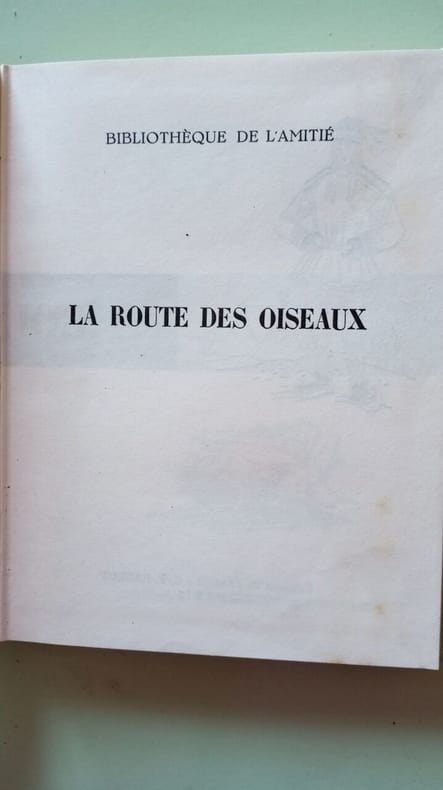 BIBLIOTHÈQUE DE L'AMITIÉ
LA ROUTE DES OISEAUX